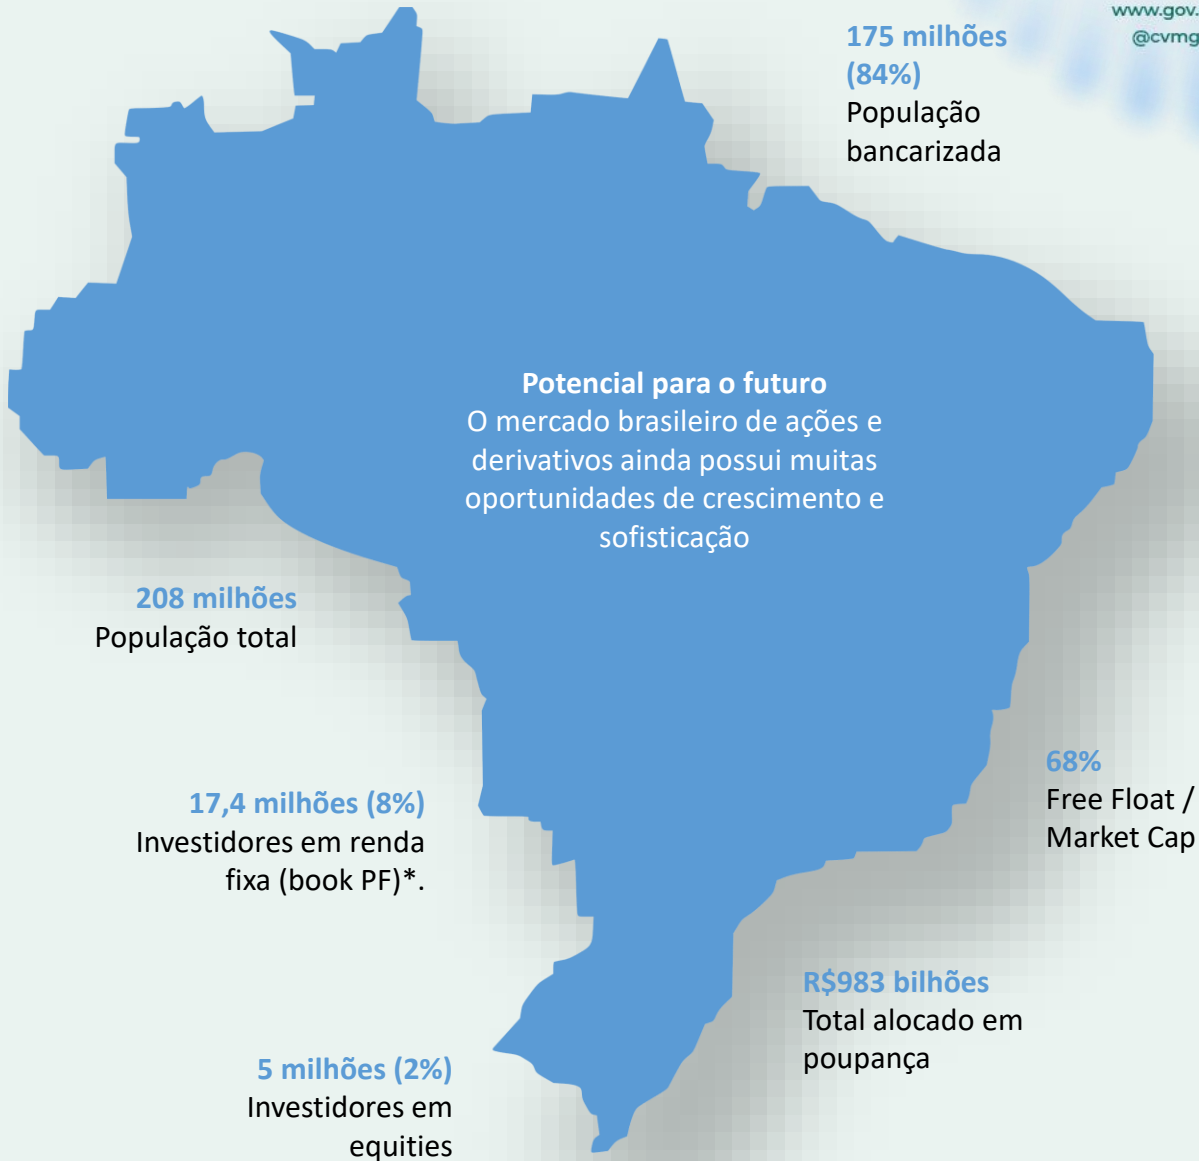 www.gov.
@cvmg
175 milhões
(84%)
População
bancarizada
Potencial para o futuro
O mercado brasileiro de ações e
derivativos ainda possui muitas
oportunidades de crescimento e
sofisticação
208 milhões
População total
68%
Free Float /
Market Cap
17,4 milhões (8%)
Investidores em renda
fixa (book PF)*.
R$983 bilhões
Total alocado em
poupança
5 milhões (2%)
Investidores em
equities